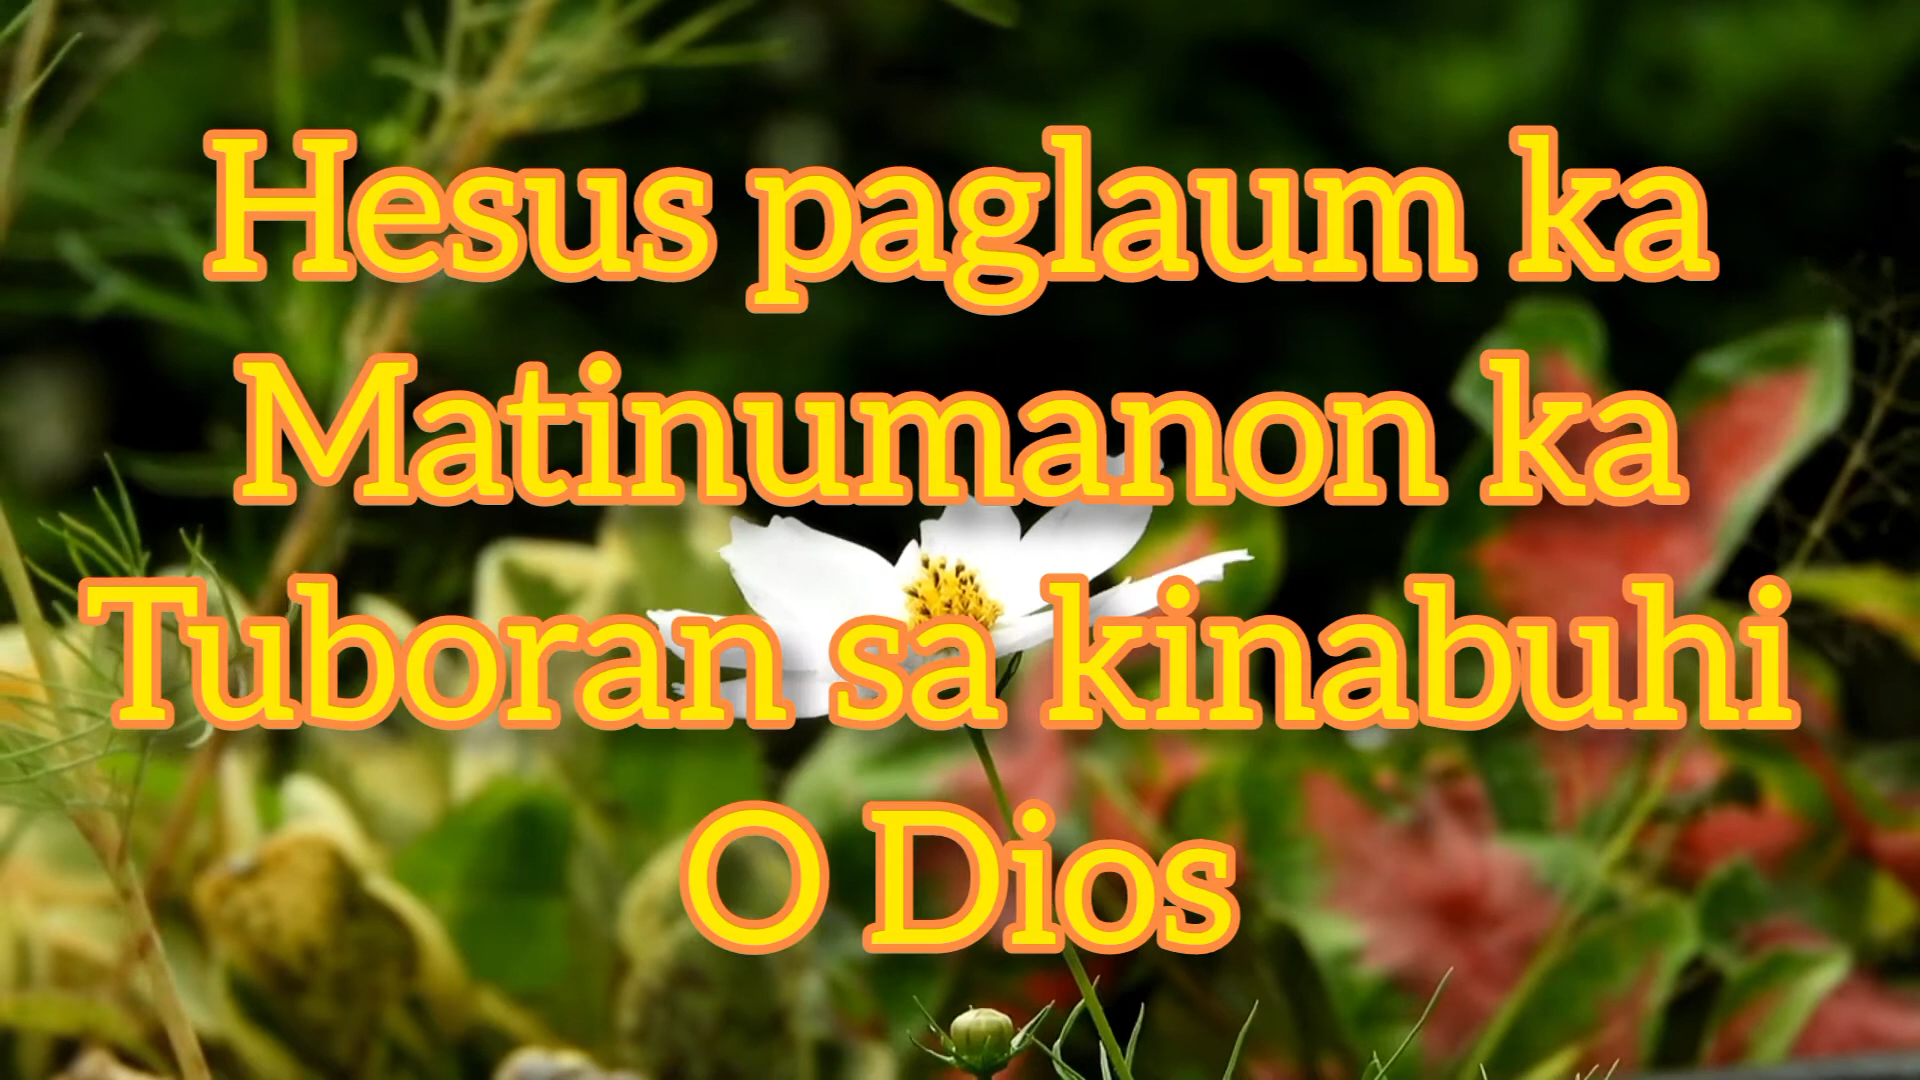 Hesus paglaum ka
Matinumanon ka
Tuboran sa kinabuhi
O Dios